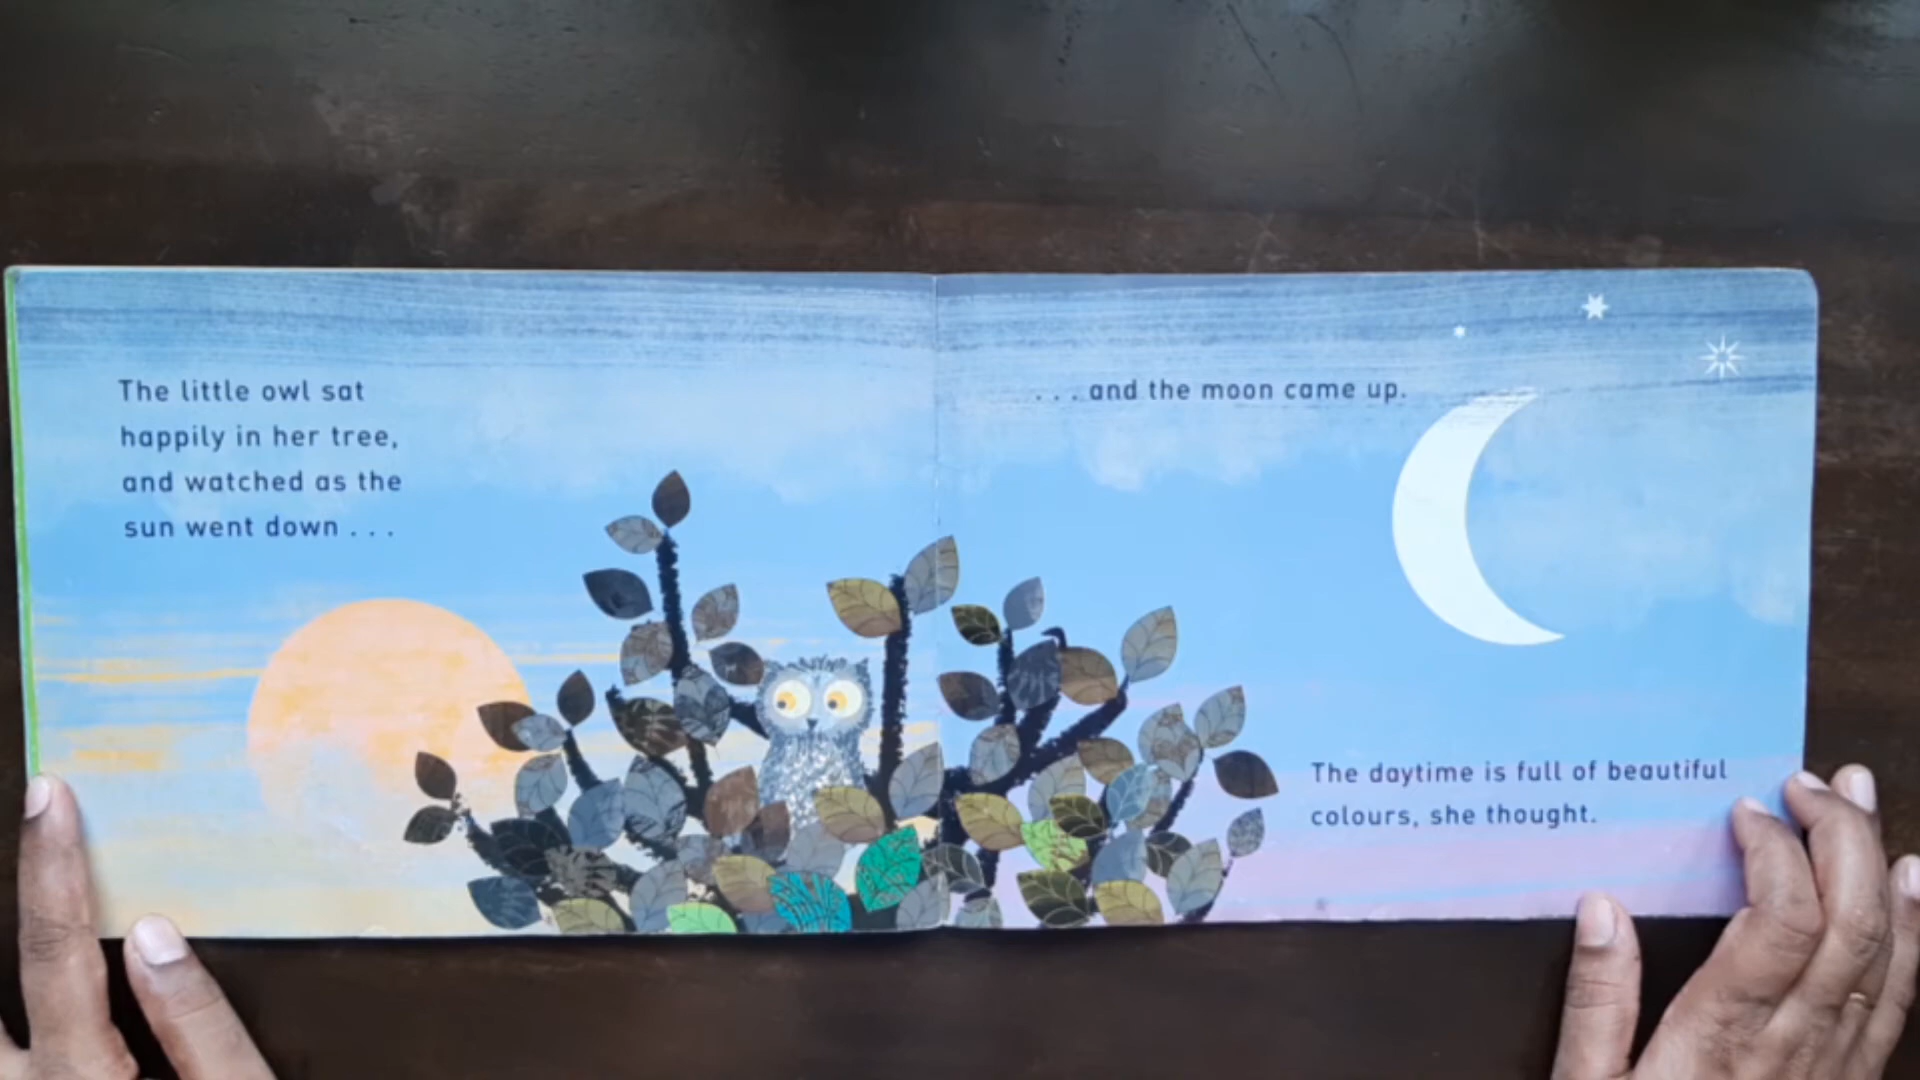 The little owl sat
happily in her tree,
and watched as the
sun went down . . .
. . . and the moon came up.
The daytime is full of beautiful
colours, she thought.